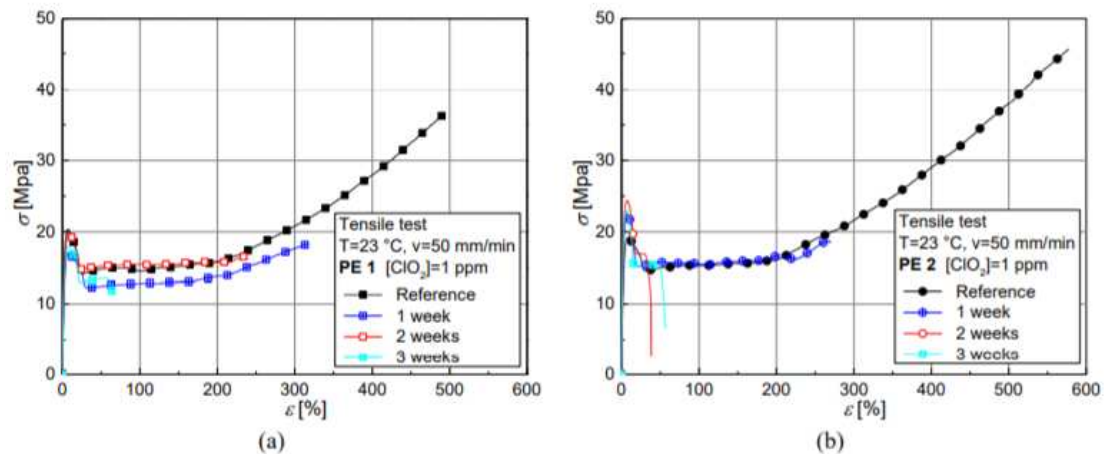 50
40
30
20
10
0
σ [Mpa]
Tensile test
T=23 °C, v=50 mm/min
PE 1 [ClO₂]=1 ppm
Reference
1 week
2 weeks
3 weeks
0 100 200 300 400 500 600
ε [%]
(a)
50
40
30
20
10
0
σ [Mpa]
Tensile test
T=23 °C, v=50 mm/min
PE 2 [ClO₂]=1 ppm
Reference
1 week
2 weeks
3 weeks
0 100 200 300 400 500 600
ε [%]
(b)